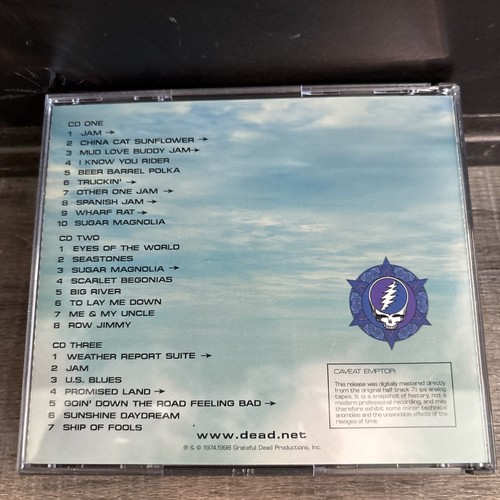 CD ONE
1 JAM →
2 CHINA CAT SUNFLOWER →
3 MUD LOVE BUDDY JAM →
4 I KNOW YOU RIDER
5 BEER BARREL POLKA
6 TRUCKIN' →
7 OTHER ONE JAM →
8 SPANISH JAM →
9 WHARF RAT →
10 SUGAR MAGNOLIA
CD TWO
1 EYES OF THE WORLD
2 SEASTONES
3 SUGAR MAGNOLIA →
4 SCARLET BEGONIAS
5 BIG RIVER
6 TO LAY ME DOWN
7 ME & MY UNCLE
8 ROW JIMMY
CD THREE
1 WEATHER REPORT SUITE →
2 JAM
3 U.S. BLUES
4 PROMISED LAND →
5 GOIN' DOWN THE ROAD FEELING BAD →
6 SUNSHINE DAYDREAM
7 SHIP OF FOOLS
CAVEAT EMPTOR
This release was digitally mastered directly
from the original half track 7½ ips analog
tapes. It is a snapshot of history, not a
modern professional recording, and may
therefore exhibit some minor technical
anomolies and the unavoidable effects of the
ravages of time.
www.dead.net
℗ & © 1974,1998 Grateful Dead Productions, Inc.